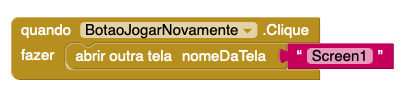 quando BotaoJogarNovamente .Clique
fazer abrir outra tela nomeDaTela “ Screen1 ”